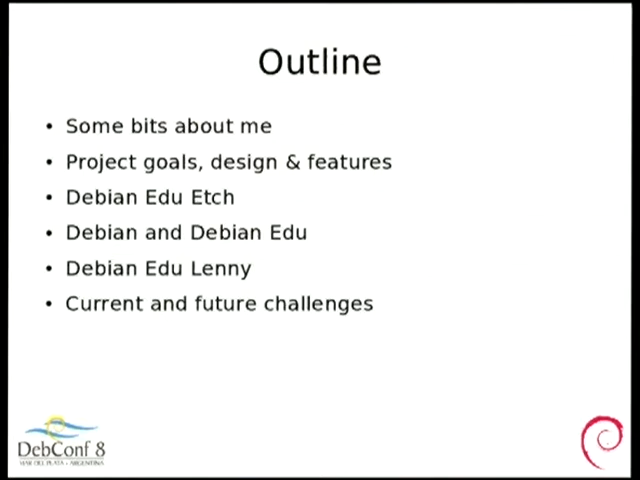 Outline
• Some bits about me
• Project goals, design & features
• Debian Edu Etch
• Debian and Debian Edu
• Debian Edu Lenny
• Current and future challenges
DebConf 8
MAR DEL PLATA - ARGENTINA